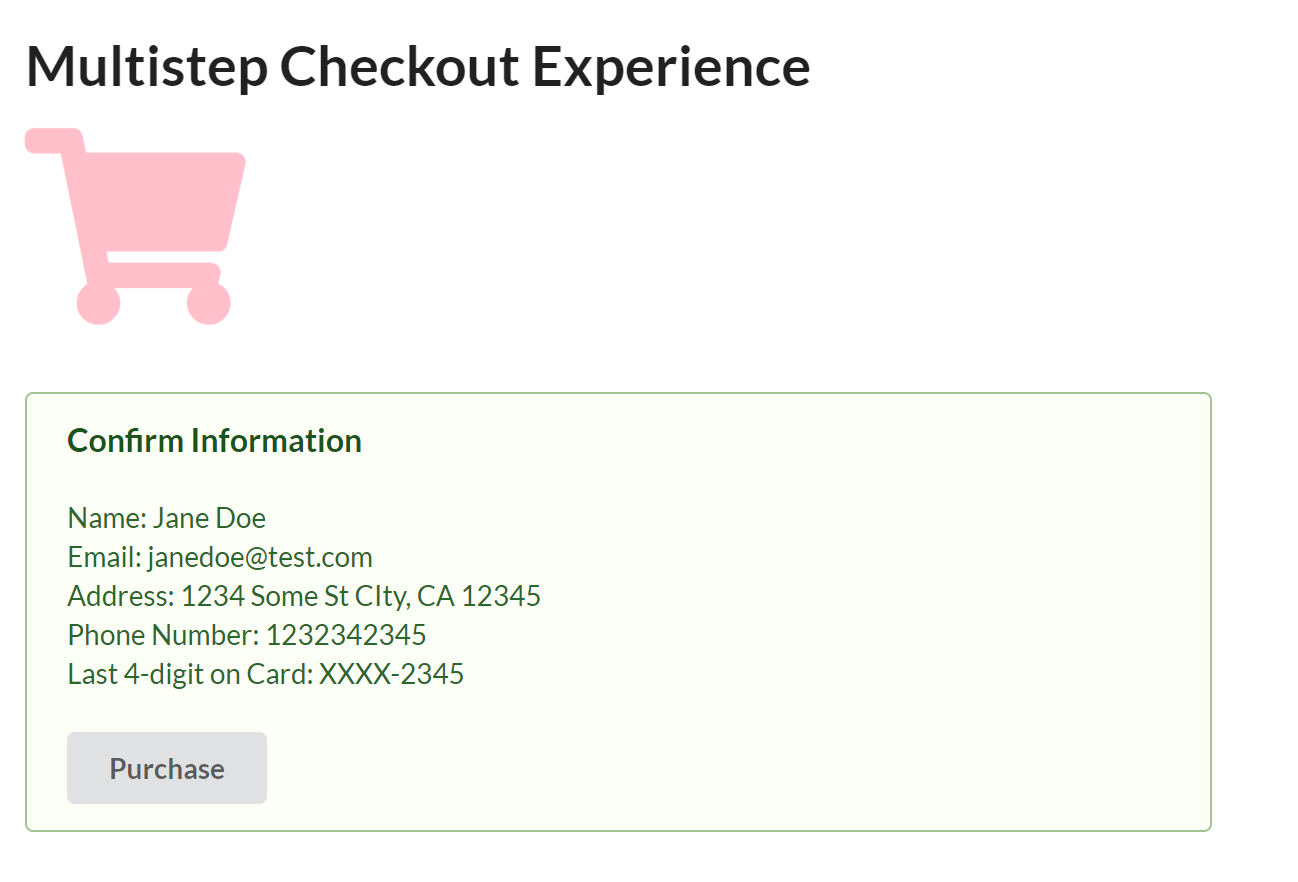 Multistep Checkout Experience
Confirm Information
Name: Jane Doe
Email: janedoe@test.com
Address: 1234 Some St CIty, CA 12345
Phone Number: 1232342345
Last 4-digit on Card: XXXX-2345
Purchase